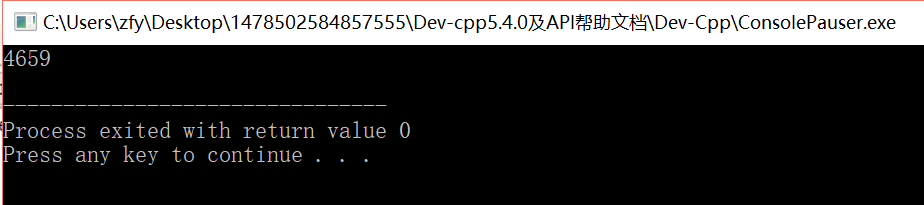 C:\Users\zfy\Desktop\1478502584857555\Dev-cpp5.4.0及API帮助文档\Dev-Cpp\ConsolePauser.exe
4659
--------------------------------
Process exited with return value 0
Press any key to continue . . .